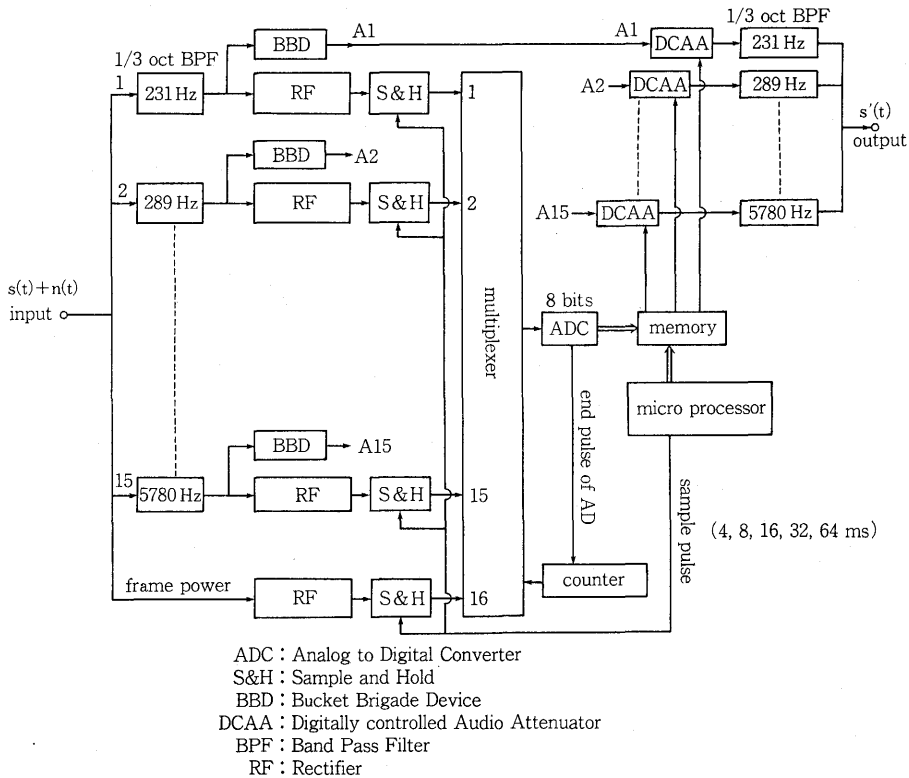 1/3 oct BPF
1
231 Hz
BBD
A1
RF
S&H
1
A1
DCAA
1/3 oct BPF
231 Hz
A2
DCAA
289 Hz
s'(t)
output
BBD
A2
2
289 Hz
RF
S&H
2
A15
DCAA
5780 Hz
s(t)+n(t)
input
multiplexer
8 bits
ADC
memory
micro processor
end pulse of AD
sample pulse
(4, 8, 16, 32, 64 ms)
BBD
A15
15
5780 Hz
RF
S&H
15
counter
frame power
RF
S&H
16
ADC : Analog to Digital Converter
S&H : Sample and Hold
BBD : Bucket Brigade Device
DCAA : Digitally controlled Audio Attenuator
BPF : Band Pass Filter
RF : Rectifier